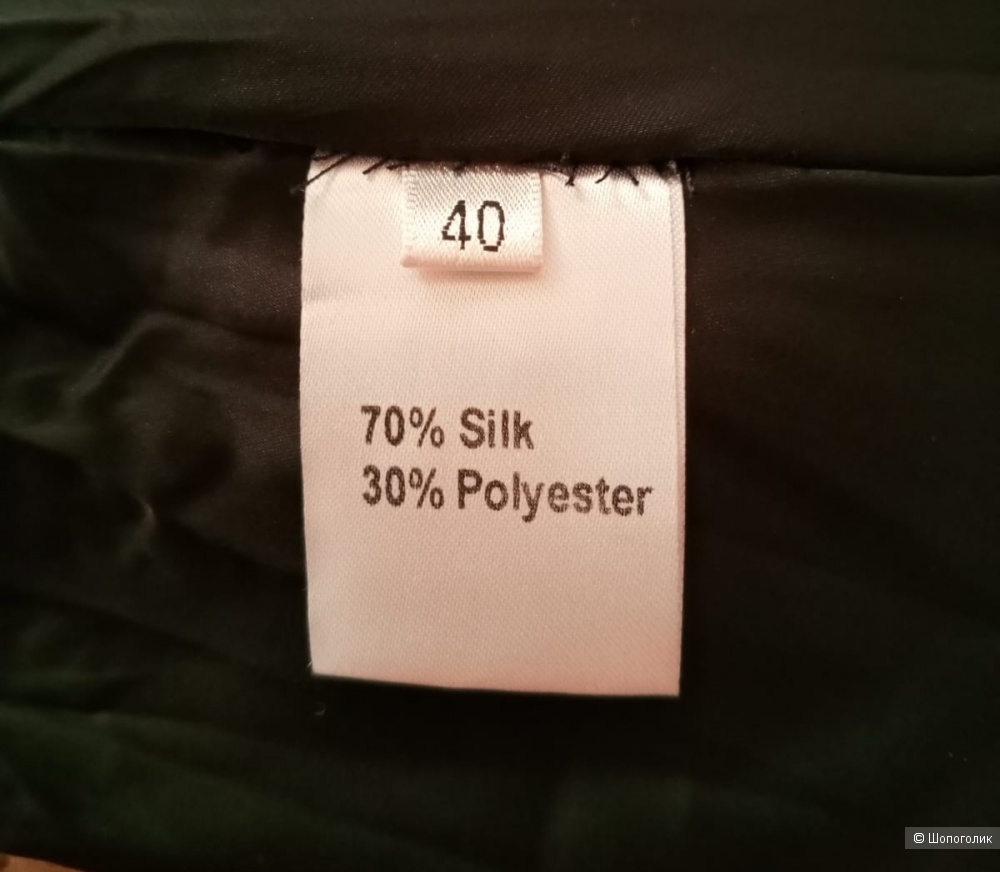 40
70% Silk
30% Polyester
© Шопоголик